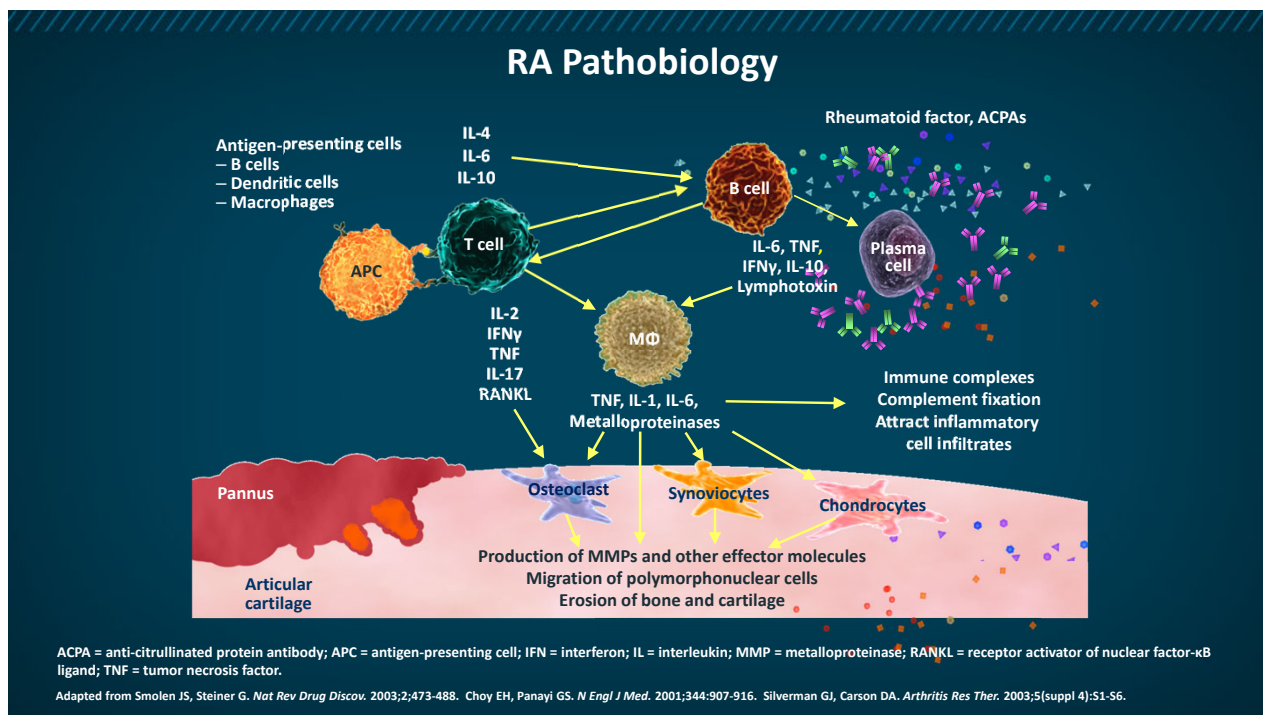 RA Pathobiology
Antigen-presenting cells
– B cells
– Dendritic cells
– Macrophages
IL-4
IL-6
IL-10
Rheumatoid factor, ACPAs
B cell
T cell
APC
Plasma
cell
IL-6, TNF,
IFNγ, IL-10,
Lymphotoxin
IL-2
IFNγ
TNF
IL-17
RANKL
MΦ
TNF, IL-1, IL-6,
Metalloproteinases
Immune complexes
Complement fixation
Attract inflammatory
cell infiltrates
Pannus
Osteoclast
Synoviocytes
Chondrocytes
Articular
cartilage
Production of MMPs and other effector molecules
Migration of polymorphonuclear cells
Erosion of bone and cartilage
ACPA = anti-citrullinated protein antibody; APC = antigen-presenting cell; IFN = interferon; IL = interleukin; MMP = metalloproteinase; RANKL = receptor activator of nuclear factor-κB
ligand; TNF = tumor necrosis factor.
Adapted from Smolen JS, Steiner G. Nat Rev Drug Discov. 2003;2;473-488. Choy EH, Panayi GS. N Engl J Med. 2001;344:907-916. Silverman GJ, Carson DA. Arthritis Res Ther. 2003;5(suppl 4):S1-S6.